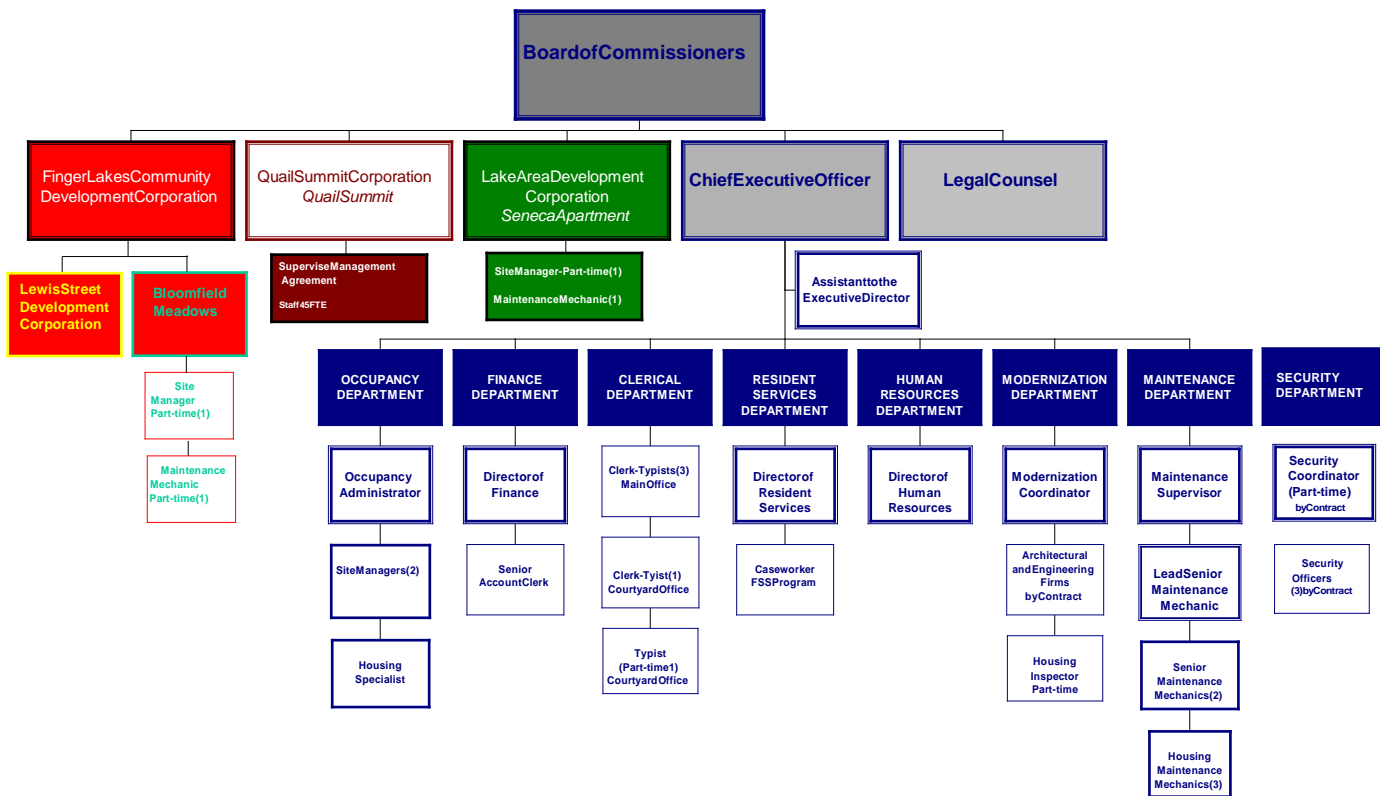 BoardofCommissioners
FingerLakesCommunity
DevelopmentCorporation
QuailSummitCorporation
QuailSummit
LakeAreaDevelopment
Corporation
SenecaApartment
ChiefExecutiveOfficer
LegalCounsel
LewisStreet
Development
Corporation
Bloomfield
Meadows
SuperviseManagement
Agreement
Staff45FTE
SiteManager-Part-time(1)
MaintenanceMechanic(1)
Assistanttothe
ExecutiveDirector
Site
Manager
Part-time(1)
Maintenance
Mechanic
Part-time(1)
OCCUPANCY
DEPARTMENT
FINANCE
DEPARTMENT
CLERICAL
DEPARTMENT
RESIDENT
SERVICES
DEPARTMENT
HUMAN
RESOURCES
DEPARTMENT
MODERNIZATION
DEPARTMENT
MAINTENANCE
DEPARTMENT
SECURITY
DEPARTMENT
Occupancy
Administrator
Directorof
Finance
Clerk-Typists(3)
MainOffice
Directorof
Resident
Services
Directorof
Human
Resources
Modernization
Coordinator
Maintenance
Supervisor
Security
Coordinator
(Part-time)
byContract
SiteManagers(2)
Senior
AccountClerk
Clerk-Tyist(1)
CourtyardOffice
Caseworker
FSSProgram
Architectural
andEngineering
Firms
byContract
LeadSenior
Maintenance
Mechanic
Security
Officers
(3)byContract
Housing
Specialist
Typist
(Part-time1)
CourtyardOffice
Housing
Inspector
Part-time
Senior
Maintenance
Mechanics(2)
Housing
Maintenance
Mechanics(3)